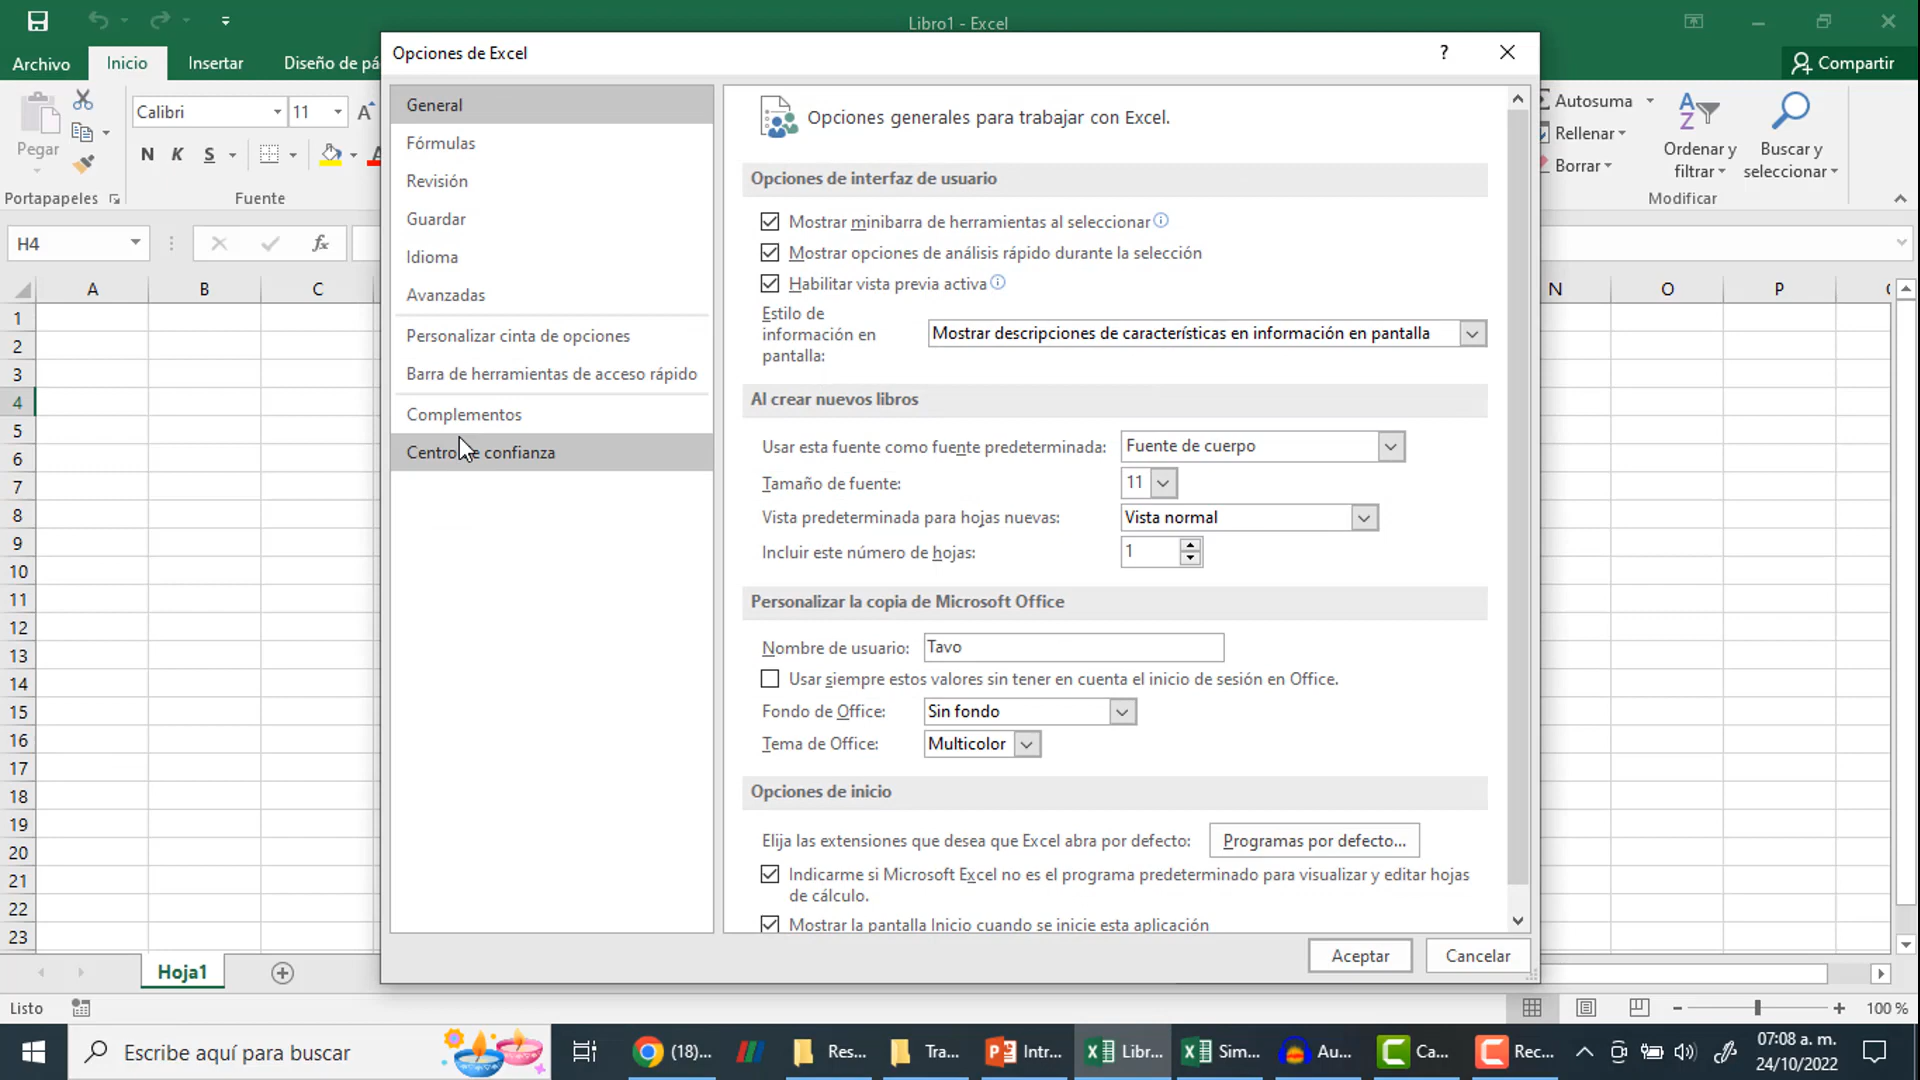 Libro1 - Excel
Archivo
Inicio
Insertar
Diseño de pá
Compartir
Opciones de Excel
?
Pegar
Calibri
11
A
N K S
Portapapeles
Fuente
Autosuma
Rellenar
Borrar
Ordenar y filtrar
Buscar y seleccionar
Modificar
H4
fx
A B C
N O P
1
2
3
4
5
6
7
8
9
10
11
12
13
14
15
16
17
18
19
20
21
22
23
General
Fórmulas
Revisión
Guardar
Idioma
Avanzadas
Personalizar cinta de opciones
Barra de herramientas de acceso rápido
Complementos
Centro de confianza
Opciones generales para trabajar con Excel.
Opciones de interfaz de usuario
Mostrar minibarra de herramientas al seleccionar
Mostrar opciones de análisis rápido durante la selección
Habilitar vista previa activa
Estilo de
información en
pantalla:
Mostrar descripciones de características en información en pantalla
Al crear nuevos libros
Usar esta fuente como fuente predeterminada: Fuente de cuerpo
Tamaño de fuente: 11
Vista predeterminada para hojas nuevas: Vista normal
Incluir este número de hojas: 1
Personalizar la copia de Microsoft Office
Nombre de usuario: Tavo
Usar siempre estos valores sin tener en cuenta el inicio de sesión en Office.
Fondo de Office: Sin fondo
Tema de Office: Multicolor
Opciones de inicio
Elija las extensiones que desea que Excel abra por defecto: Programas por defecto...
Indicarme si Microsoft Excel no es el programa predeterminado para visualizar y editar hojas
de cálculo.
Mostrar la pantalla Inicio cuando se inicie esta aplicación
Aceptar
Cancelar
Hoja1
Listo
100 %
Escribe aquí para buscar
(18)...
Res...
Tra...
Intr...
Libr...
Sim...
Au...
Ca...
Rec...
07:08 a. m.
24/10/2022